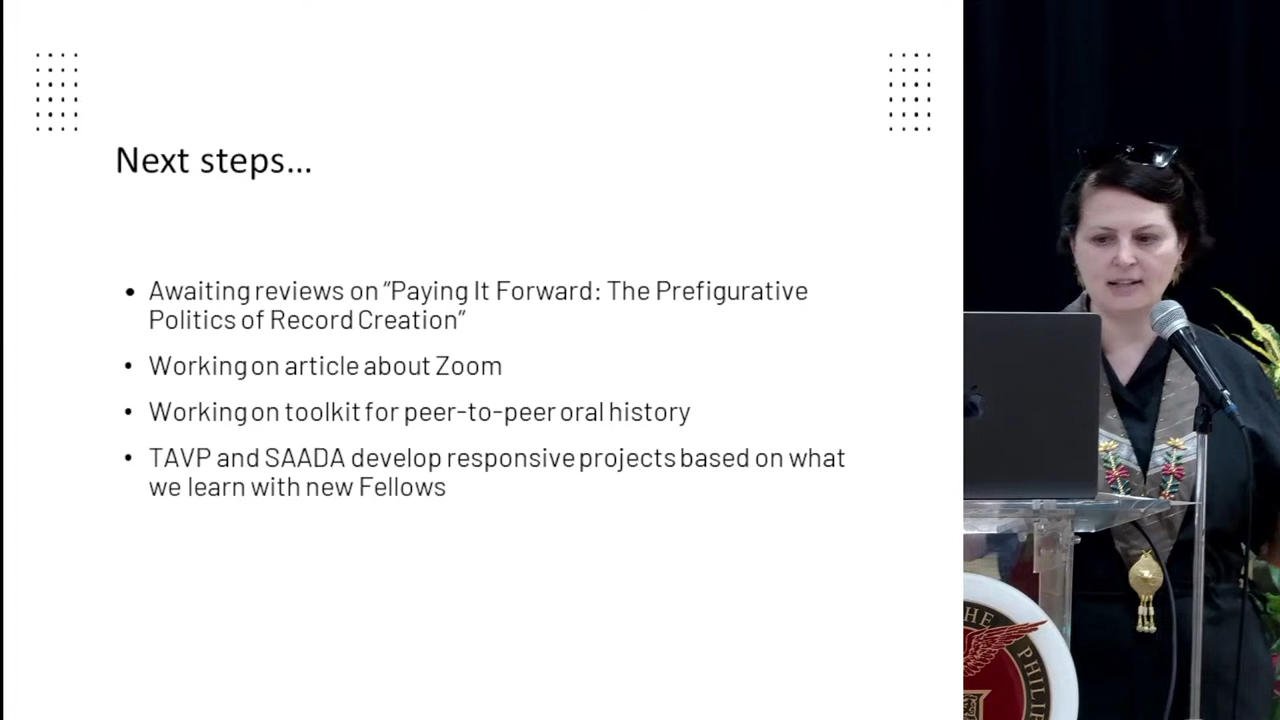 Next steps...
• Awaiting reviews on "Paying It Forward: The Prefigurative
Politics of Record Creation"
• Working on article about Zoom
• Working on toolkit for peer-to-peer oral history
• TAVP and SAADA develop responsive projects based on what
we learn with new Fellows
THE
PHILI